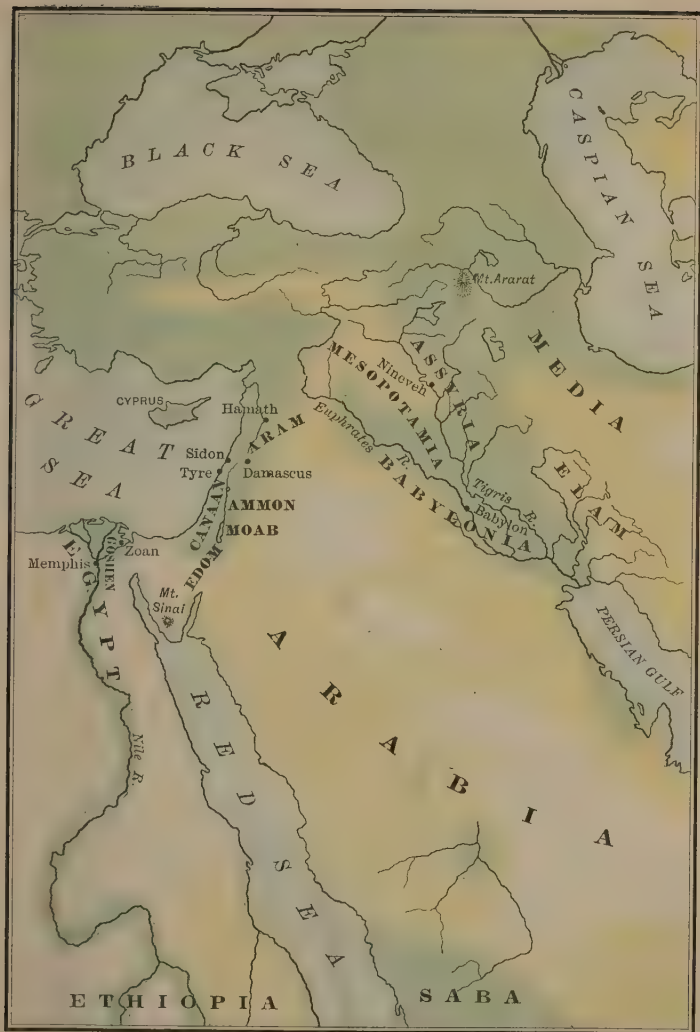 BLACK SEA
CASPIAN SEA
Mt. Ararat
MEDIA
ASSYRIA
MESOPOTAMIA
Nineveh
CYPRUS
GREAT
SEA
Hamath
ARAM
Euphrates R.
Sidon
Tyre
Damascus
BABYLONIA
Tigris R.
Babylon
ELAM
CANAAN
AMMON
MOAB
EDOM
EGYPT
GOSHEN
Zoan
Memphis
Mt.
Sinai
PERSIAN GULF
ARABIA
RED SEA
Nile R.
ETHIOPIA
SABA